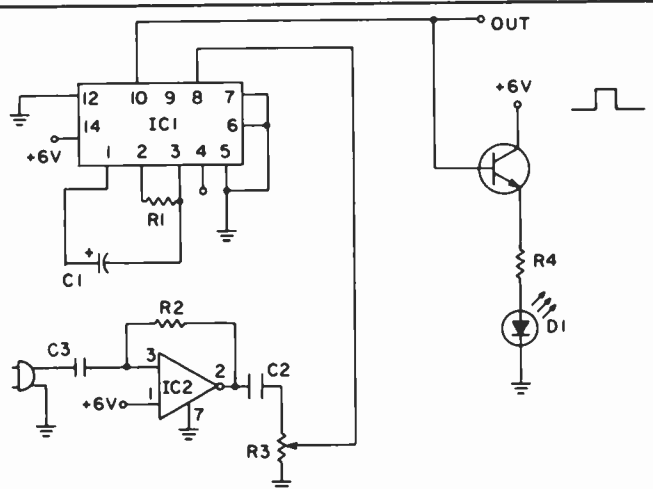 OUT
12 10 9 8 7
+6V
14 IC1 6
+6V
1 2 3 4 5
R1
C1 +
R4
R2
D1
C3
3 2 C2
IC2
+6V 1
7
R3